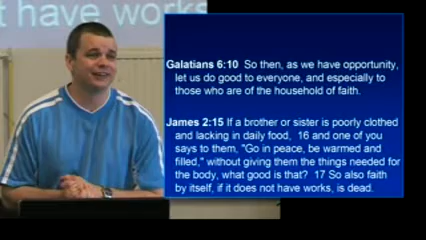 t have works
Galatians 6:10 So then, as we have opportunity,
let us do good to everyone, and especially to
those who are of the household of faith.
James 2:15 If a brother or sister is poorly clothed
and lacking in daily food, 16 and one of you
says to them, "Go in peace, be warmed and
filled," without giving them the things needed for
the body, what good is that? 17 So also faith
by itself, if it does not have works, is dead.